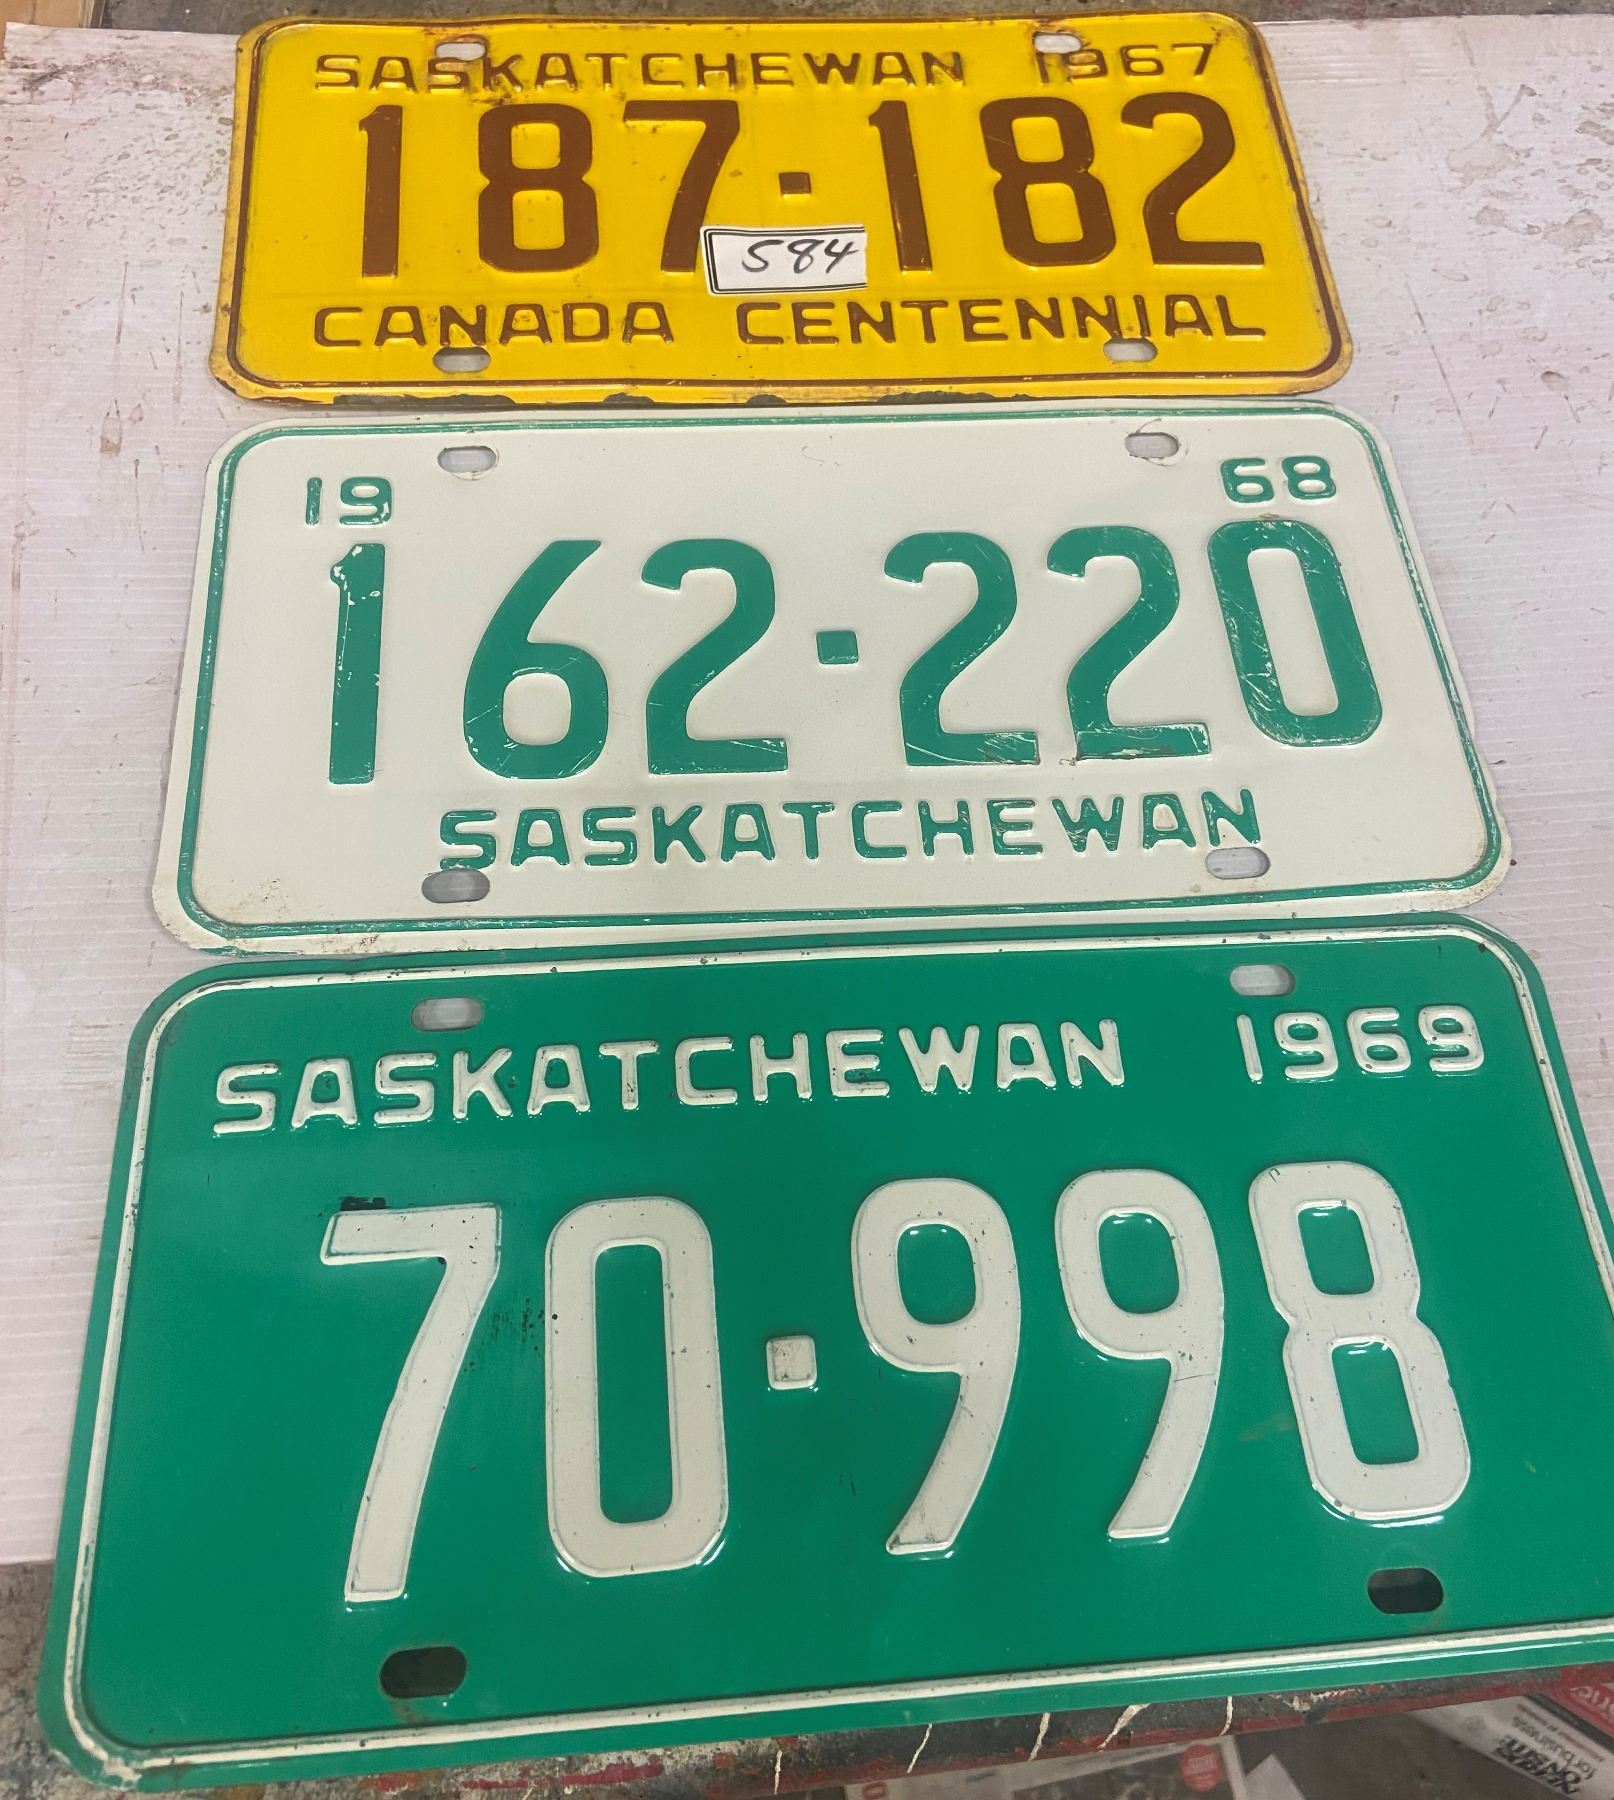 SASKATCHEWAN 1967
187·182
584
CANADA CENTENNIAL
19 68
162·220
SASKATCHEWAN
SASKATCHEWAN 1969
70·998